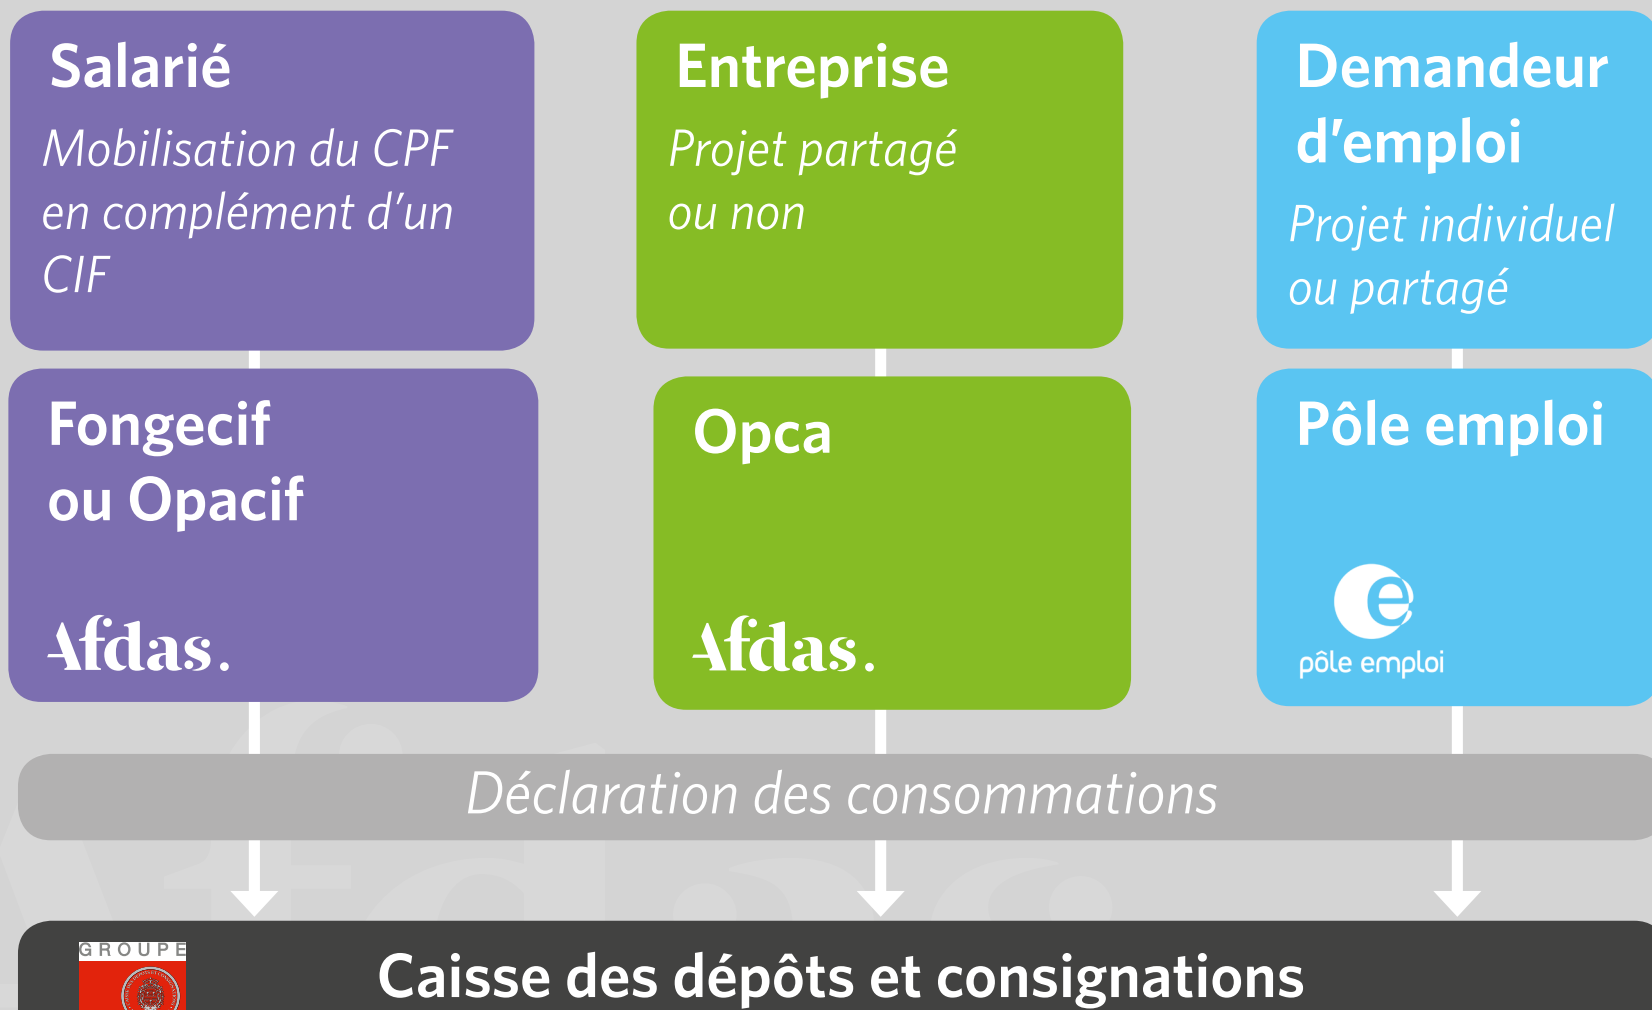 Salarié
Mobilisation du CPF
en complément d’un
CIF
Entreprise
Projet partagé
ou non
Demandeur
d’emploi
Projet individuel
ou partagé
Fongecif
ou Opacif
Afdas.
Opca
Afdas.
Pôle emploi
pôle emploi
Déclaration des consommations
GROUPE
Caisse des dépôts et consignations